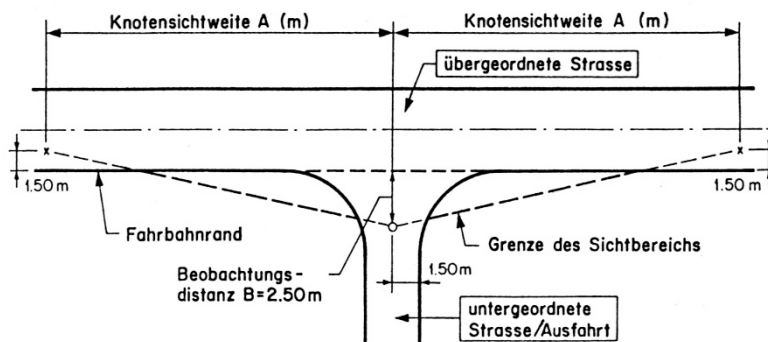 Knotensichtweite A (m)
Knotensichtweite A (m)
übergeordnete Strasse
x
x
1.50 m
1.50 m
Fahrbahnrand
Grenze des Sichtbereichs
Beobachtungs-
distanz B=2.50m
1.50m
untergeordnete
Strasse/Ausfahrt